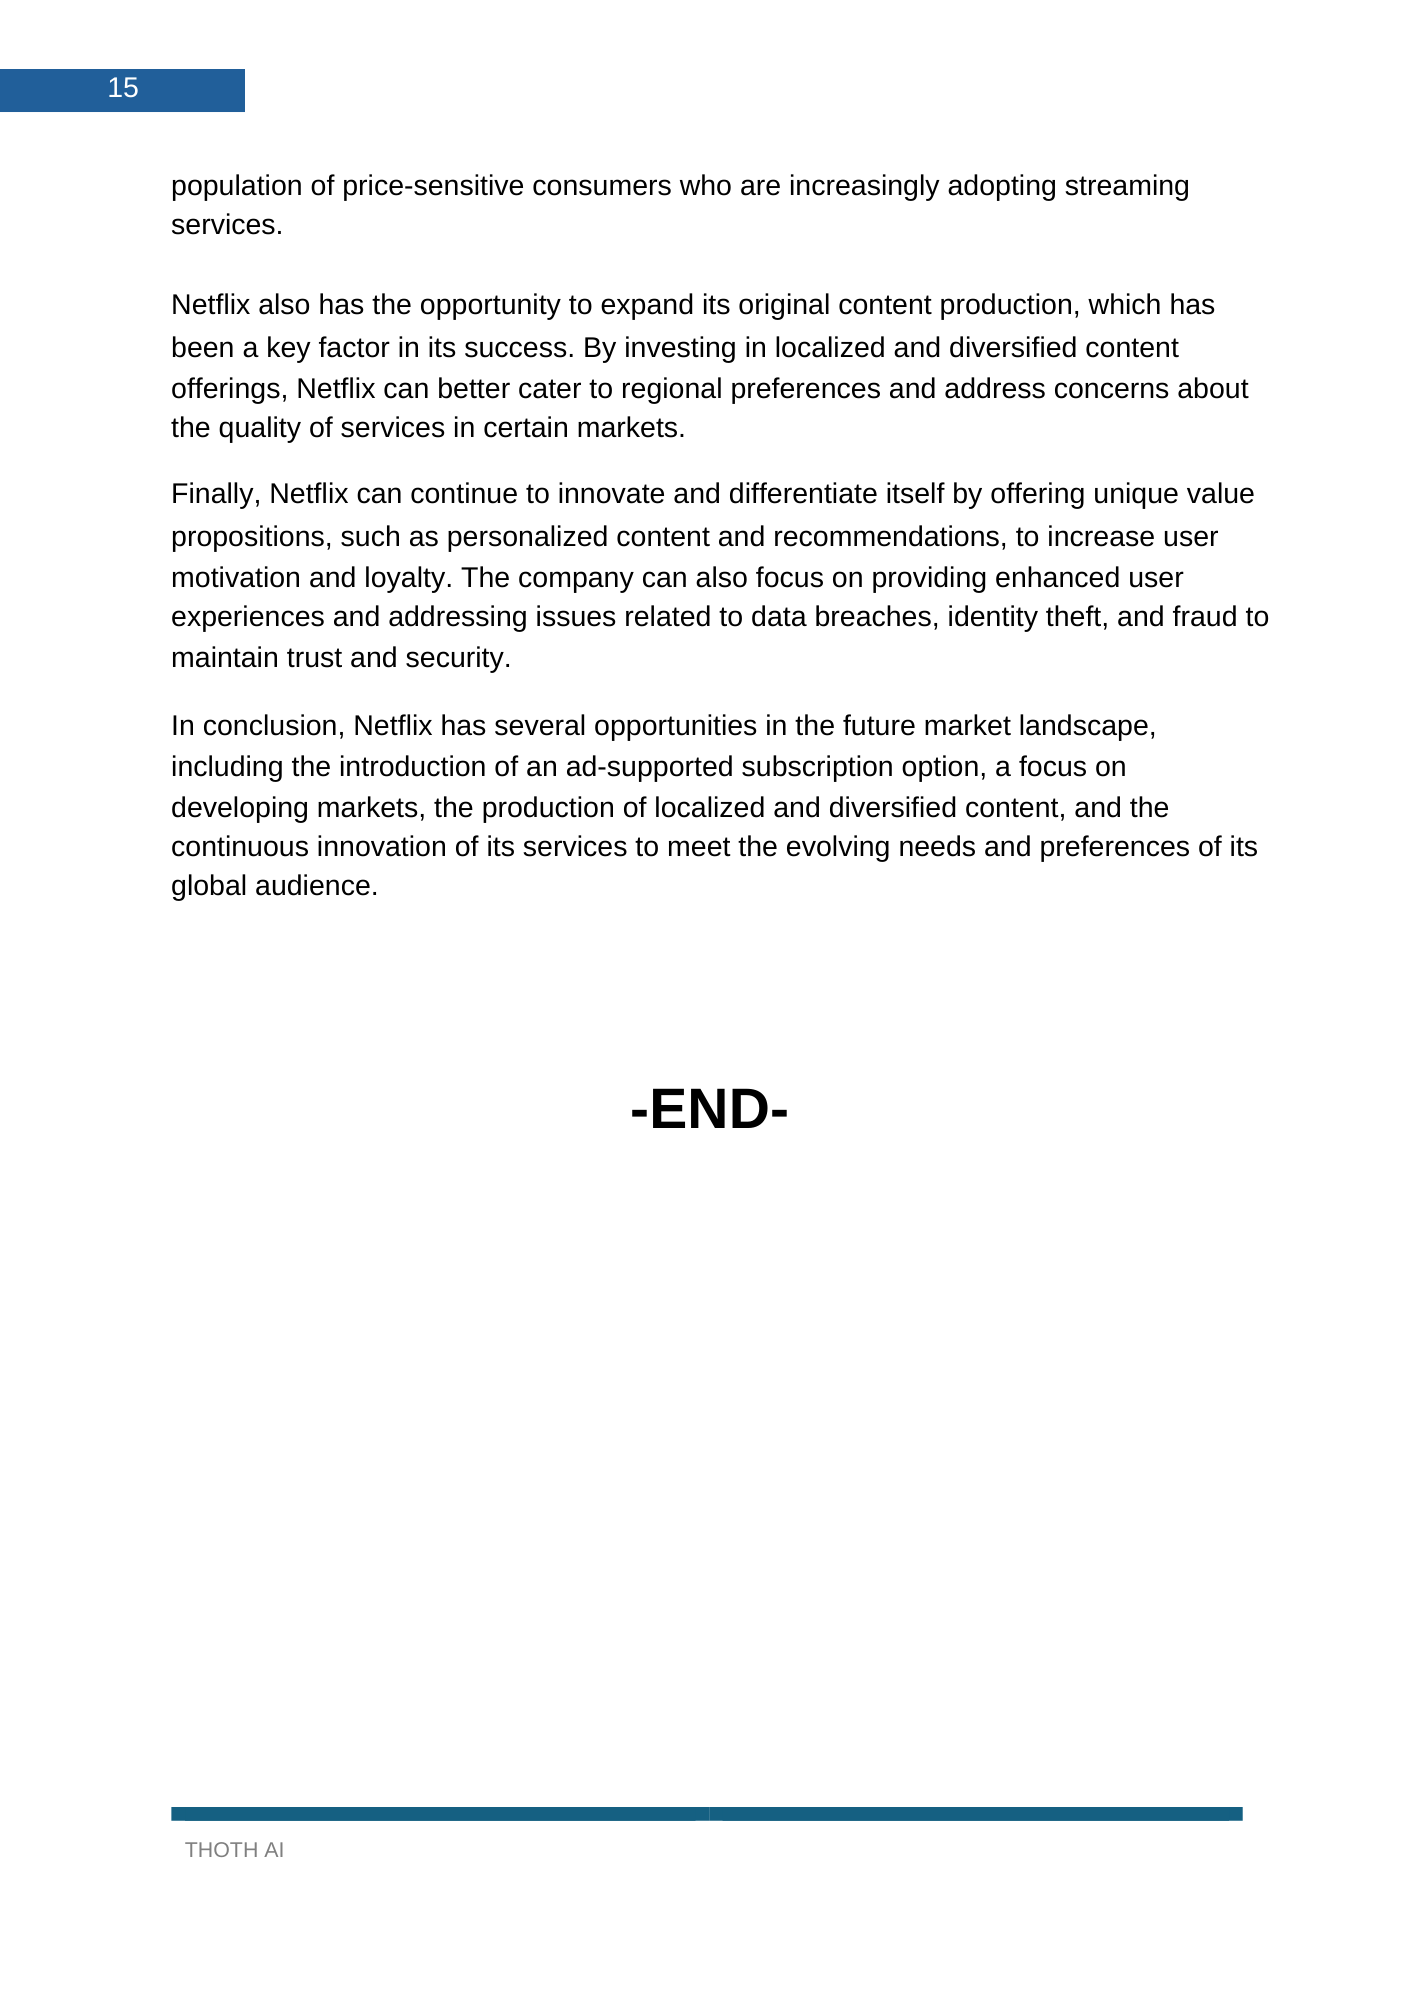 15
population of price-sensitive consumers who are increasingly adopting streaming
services.
Netflix also has the opportunity to expand its original content production, which has
been a key factor in its success. By investing in localized and diversified content
offerings, Netflix can better cater to regional preferences and address concerns about
the quality of services in certain markets.
Finally, Netflix can continue to innovate and differentiate itself by offering unique value
propositions, such as personalized content and recommendations, to increase user
motivation and loyalty. The company can also focus on providing enhanced user
experiences and addressing issues related to data breaches, identity theft, and fraud to
maintain trust and security.
In conclusion, Netflix has several opportunities in the future market landscape,
including the introduction of an ad-supported subscription option, a focus on
developing markets, the production of localized and diversified content, and the
continuous innovation of its services to meet the evolving needs and preferences of its
global audience.
-END-
THOTH AI